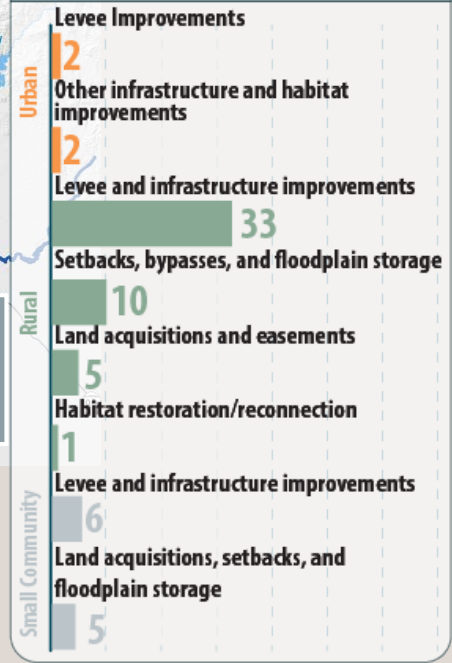 Urban
Levee Improvements
2
Other infrastructure and habitat
improvements
2
Rural
Levee and infrastructure improvements
33
Setbacks, bypasses, and floodplain storage
10
Land acquisitions and easements
5
Habitat restoration/reconnection
1
Small Community
Levee and infrastructure improvements
6
Land acquisitions, setbacks, and
floodplain storage
5